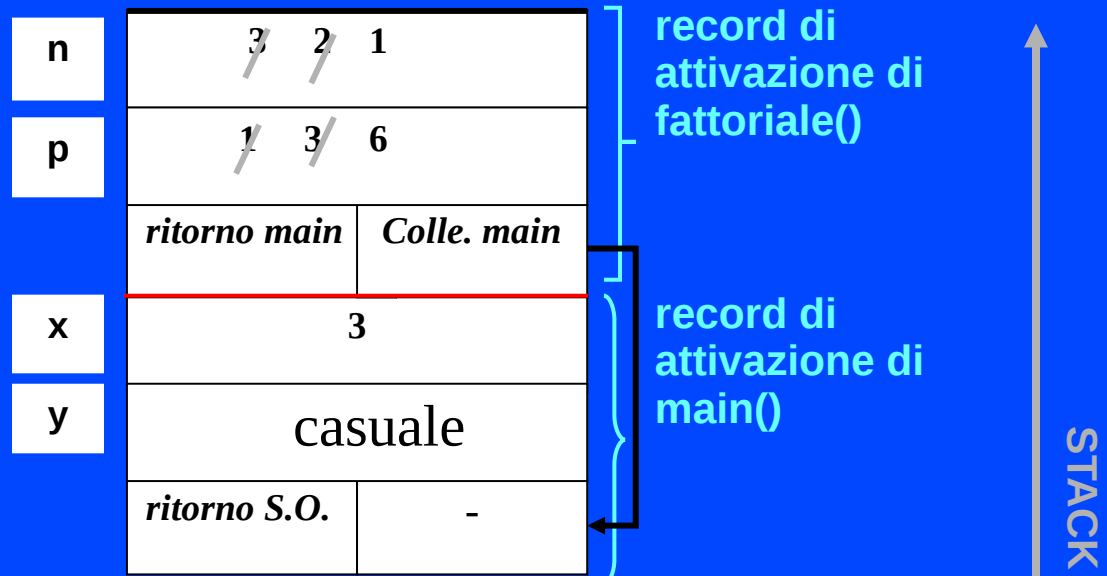 n
3 2 1
record di
attivazione di
fattoriale()
p
1 3 6
ritorno main
Colle. main
x
3
record di
attivazione di
main()
y
casuale
ritorno S.O.
-
STACK